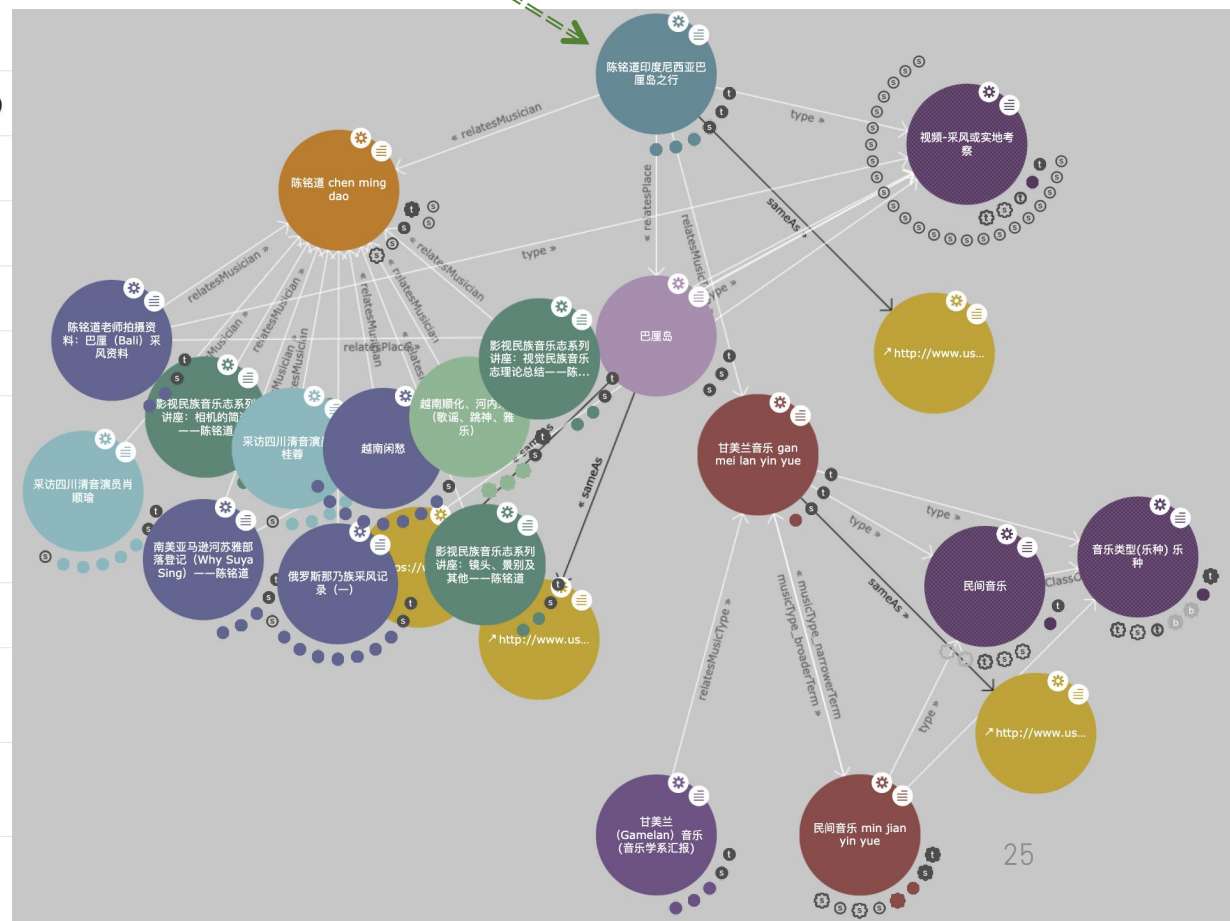 陈铭道印度尼西亚巴
厘岛之行
« relatesMusician
type »
视频-采风或实地考
察
陈铭道 chen ming
dao
« relatesPlace
sameAs »
« relatesMusician
type »
relatesMusician »
陈铭道老师拍摄资
料：巴厘（Bali）采
风资料
relatesMusician »
« relatesMusician
« relatesMusician
relatesPlace
影视民族音乐志系列
讲座：视觉民族音乐
志理论总结——陈...
巴厘岛
↗http://www.us...
影视民族音乐志系列
讲座：相机的简
——陈铭道
采访四川清音演员
桂蓉
越南闲愁
越南顺化、河内
（歌谣、跳神、雅
乐）
甘美兰音乐 gan
mei lan yin yue
采访四川清音演员肖
顺瑜
« sameAs
type »
type »
南美亚马逊河苏雅部
落登记（Why Suya
Sing）——陈铭道
俄罗斯那乃族采风记
录（一）
影视民族音乐志系列
讲座：镜头、景别及
其他——陈铭道
民间音乐
音乐类型(乐种) 乐
种
sameAs »
↗http://www.us...
relatesMusicType »
« musicType_narrowerTerm
musicType_broaderTerm »
type »
↗http://www.us...
甘美兰
（Gamelan）音乐
(音乐学系汇报)
民间音乐 min jian
yin yue
25